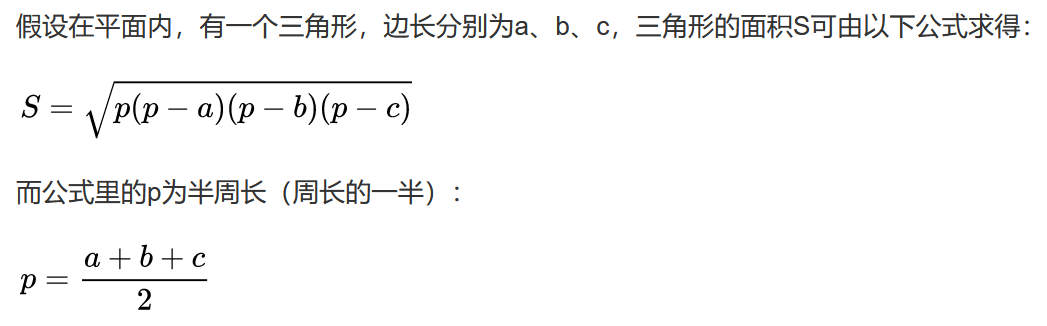 假设在平面内，有一个三角形，边长分别为a、b、c，三角形的面积S可由以下公式求得：
S = √p(p − a)(p − b)(p − c)
而公式里的p为半周长（周长的一半）：
p = a + b + c / 2